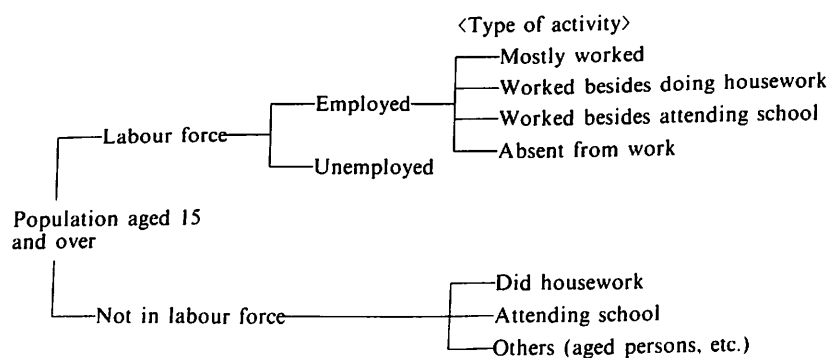 <Type of activity>
Mostly worked
Worked besides doing housework
Employed
Worked besides attending school
Labour force
Absent from work
Unemployed
Population aged 15
and over
Did housework
Not in labour force
Attending school
Others (aged persons, etc.)